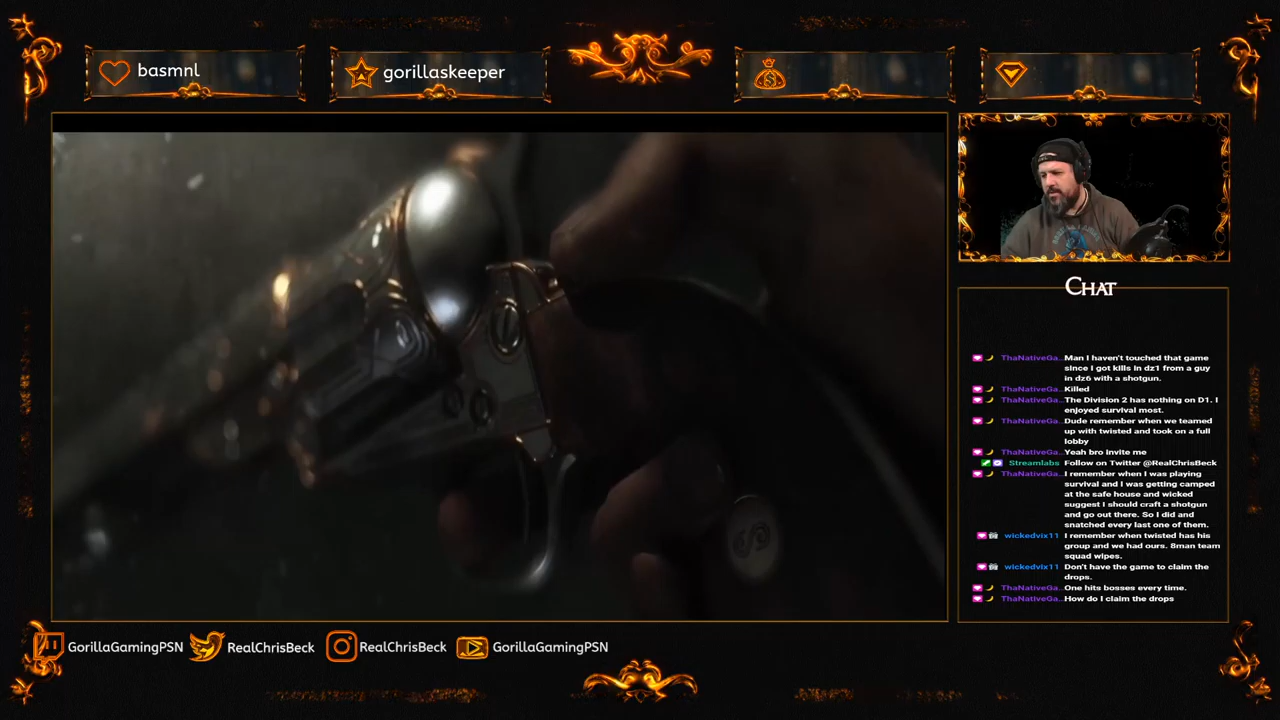 basmnl
gorillaskeeper
CHAT
ThaNativeGa... Man I haven't touched that game
since I got kills in dz1 from a guy
in dz6 with a shotgun.
ThaNativeGa... Killed
ThaNativeGa... The Division 2 has nothing on D1. I
enjoyed survival most.
ThaNativeGa... Dude remember when we teamed
up with twisted and took on a full
lobby
ThaNativeGa... Yeah bro invite me
Streamlabs Follow on Twitter @RealChrisBeck
ThaNativeGa... I remember when I was playing
survival and I was getting camped
at the safe house and wicked
suggest I should craft a shotgun
and go out there. So I did and
snatched every last one of them.
wickedvix11 I remember when twisted has his
group and we had ours. 8man team
squad wipes.
wickedvix11 Don't have the game to claim the
drops.
ThaNativeGa... One hits bosses every time.
ThaNativeGa... How do I claim the drops
GorillaGamingPSN RealChrisBeck RealChrisBeck GorillaGamingPSN